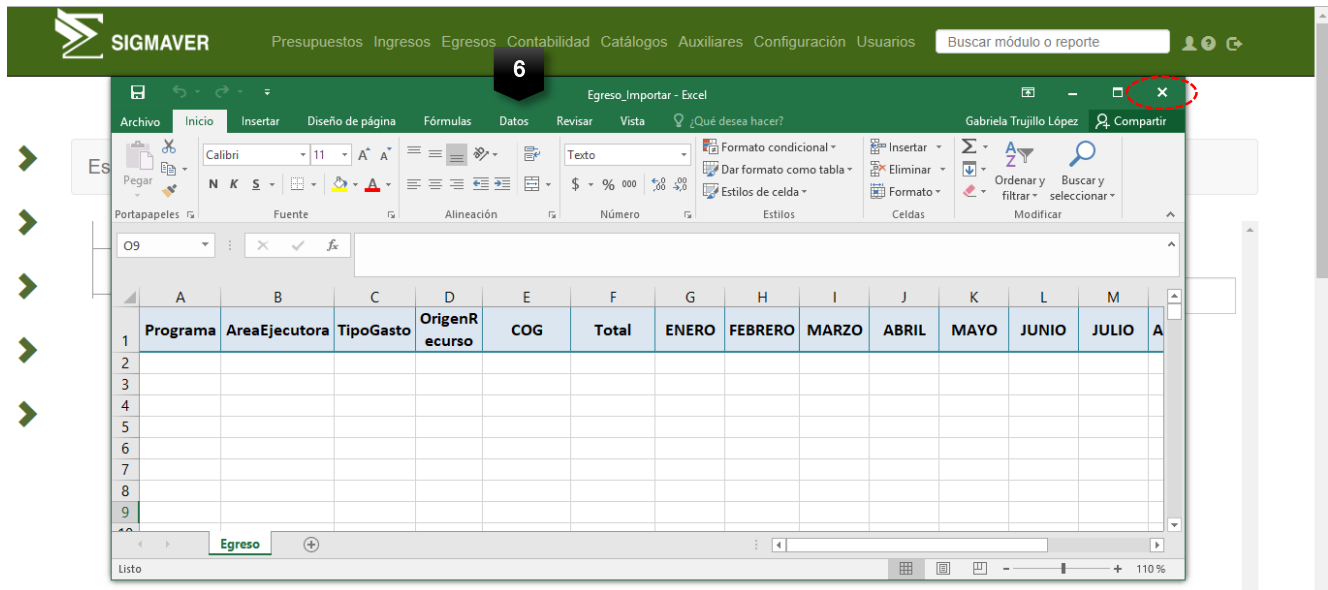 SIGMAVER Presupuestos Ingresos Egresos Contabilidad Catálogos Auxiliares Configuración Usuarios Buscar módulo o reporte
6
Egreso_Importar - Excel
Archivo Inicio Insertar Diseño de página Fórmulas Datos Revisar Vista ¿Qué desea hacer? Gabriela Trujillo López Compartir
Es
Pegar
Calibri 11
N K S
Texto
$ % 000
Formato condicional
Dar formato como tabla
Estilos de celda
Insertar
Eliminar
Formato
Ordenar y filtrar
Buscar y seleccionar
Portapapeles Fuente Alineación Número Estilos Celdas Modificar
O9 fx
A B C D E F G H I J K L M
1 Programa AreaEjecutora TipoGasto OrigenRecurso COG Total ENERO FEBRERO MARZO ABRIL MAYO JUNIO JULIO A
2
3
4
5
6
7
8
9
10
Egreso
Listo 110 %